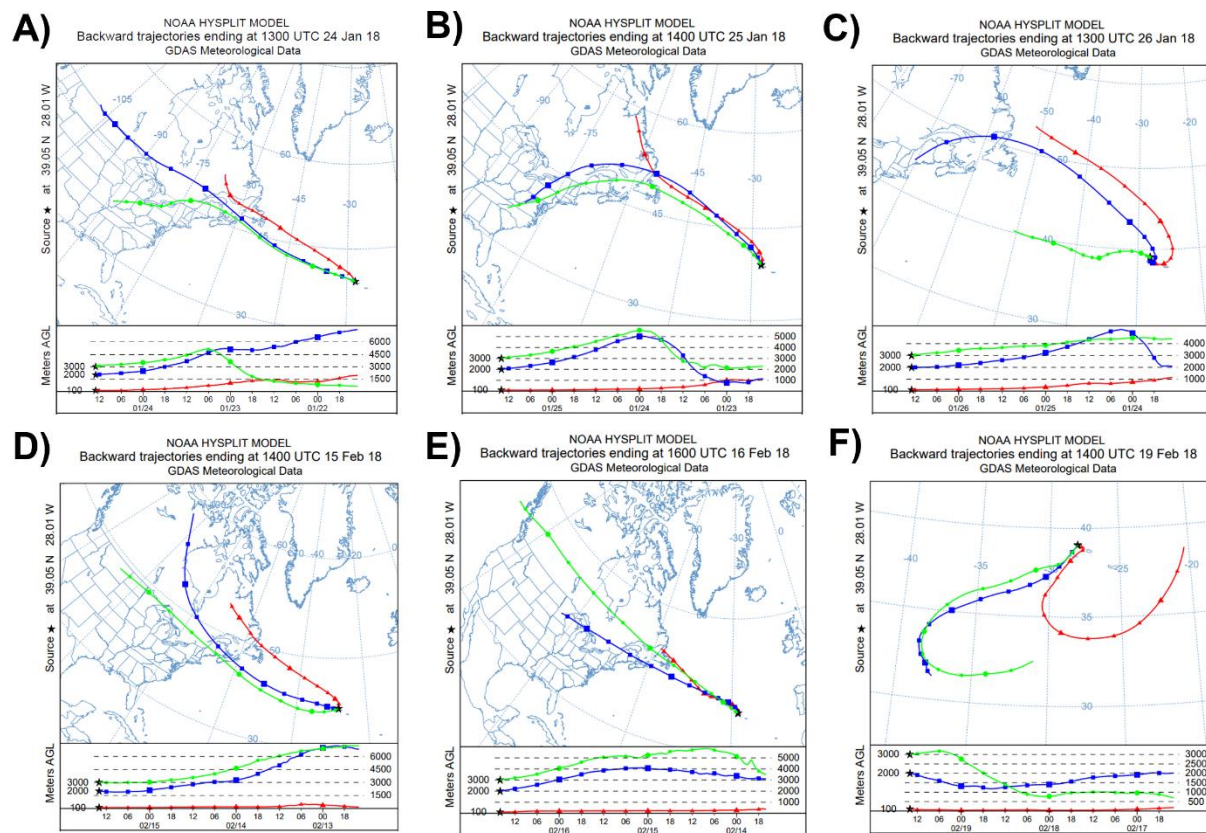 A)
NOAA HYSPLIT MODEL
Backward trajectories ending at 1300 UTC 24 Jan 18
GDAS Meteorological Data
Source ★ at 39.05 N 28.01 W
-105
-90
-75
-60
-45
-30
45
30
Meters AGL
3000
2000
100
6000
4500
3000
1500
12 06 00 18 12 06 00 18 12 06 00 18
01/24 01/23 01/22
B)
NOAA HYSPLIT MODEL
Backward trajectories ending at 1400 UTC 25 Jan 18
GDAS Meteorological Data
Source ★ at 39.05 N 28.01 W
-90
-75
60
-30
-45
45
30
Meters AGL
3000
2000
100
5000
4000
3000
2000
1000
12 06 00 18 12 06 00 18 12 06 00 18
01/25 01/24 01/23
C)
NOAA HYSPLIT MODEL
Backward trajectories ending at 1300 UTC 26 Jan 18
GDAS Meteorological Data
Source ★ at 39.05 N 28.01 W
-70
-50
-40
-30
-20
50
40
30
Meters AGL
3000
2000
100
4000
3000
2000
1000
12 06 00 18 12 06 00 18 12 06 00 18
01/26 01/25 01/24
D)
NOAA HYSPLIT MODEL
Backward trajectories ending at 1400 UTC 15 Feb 18
GDAS Meteorological Data
Source ★ at 39.05 N 28.01 W
-60
-30
0
30
Meters AGL
3000
2000
100
6000
4500
3000
1500
12 06 00 18 12 06 00 18 12 06 00 18
02/15 02/14 02/13
E)
NOAA HYSPLIT MODEL
Backward trajectories ending at 1600 UTC 16 Feb 18
GDAS Meteorological Data
Source ★ at 39.05 N 28.01 W
-30
0
30
Meters AGL
3000
2000
100
5000
4000
3000
2000
1000
12 06 00 18 12 06 00 18 12 06 00 18
02/16 02/15 02/14
F)
NOAA HYSPLIT MODEL
Backward trajectories ending at 1400 UTC 19 Feb 18
GDAS Meteorological Data
Source ★ at 39.05 N 28.01 W
-40
-35
-30
-25
-20
40
35
30
Meters AGL
3000
2000
100
3000
2500
2000
1500
1000
500
12 06 00 18 12 06 00 18 12 06 00 18
02/19 02/18 02/17